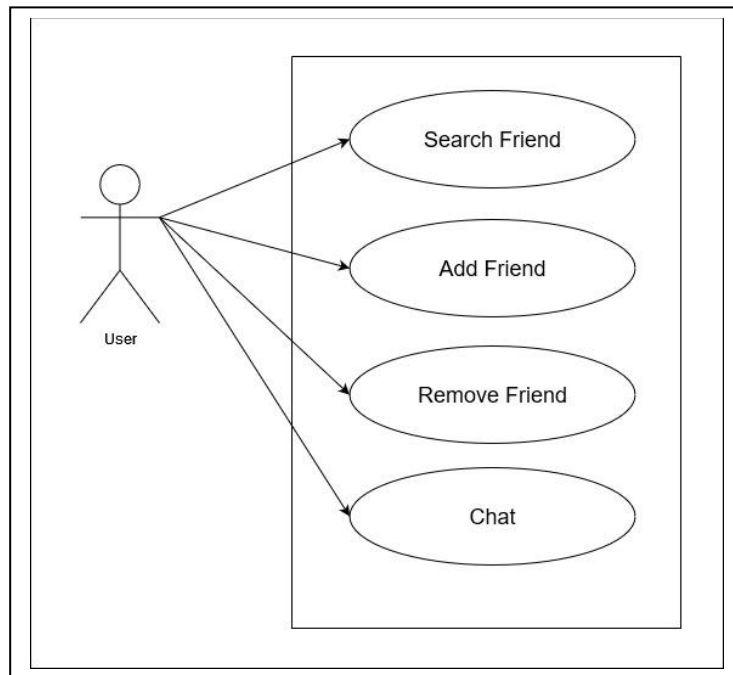 Search Friend
Add Friend
User
Remove Friend
Chat